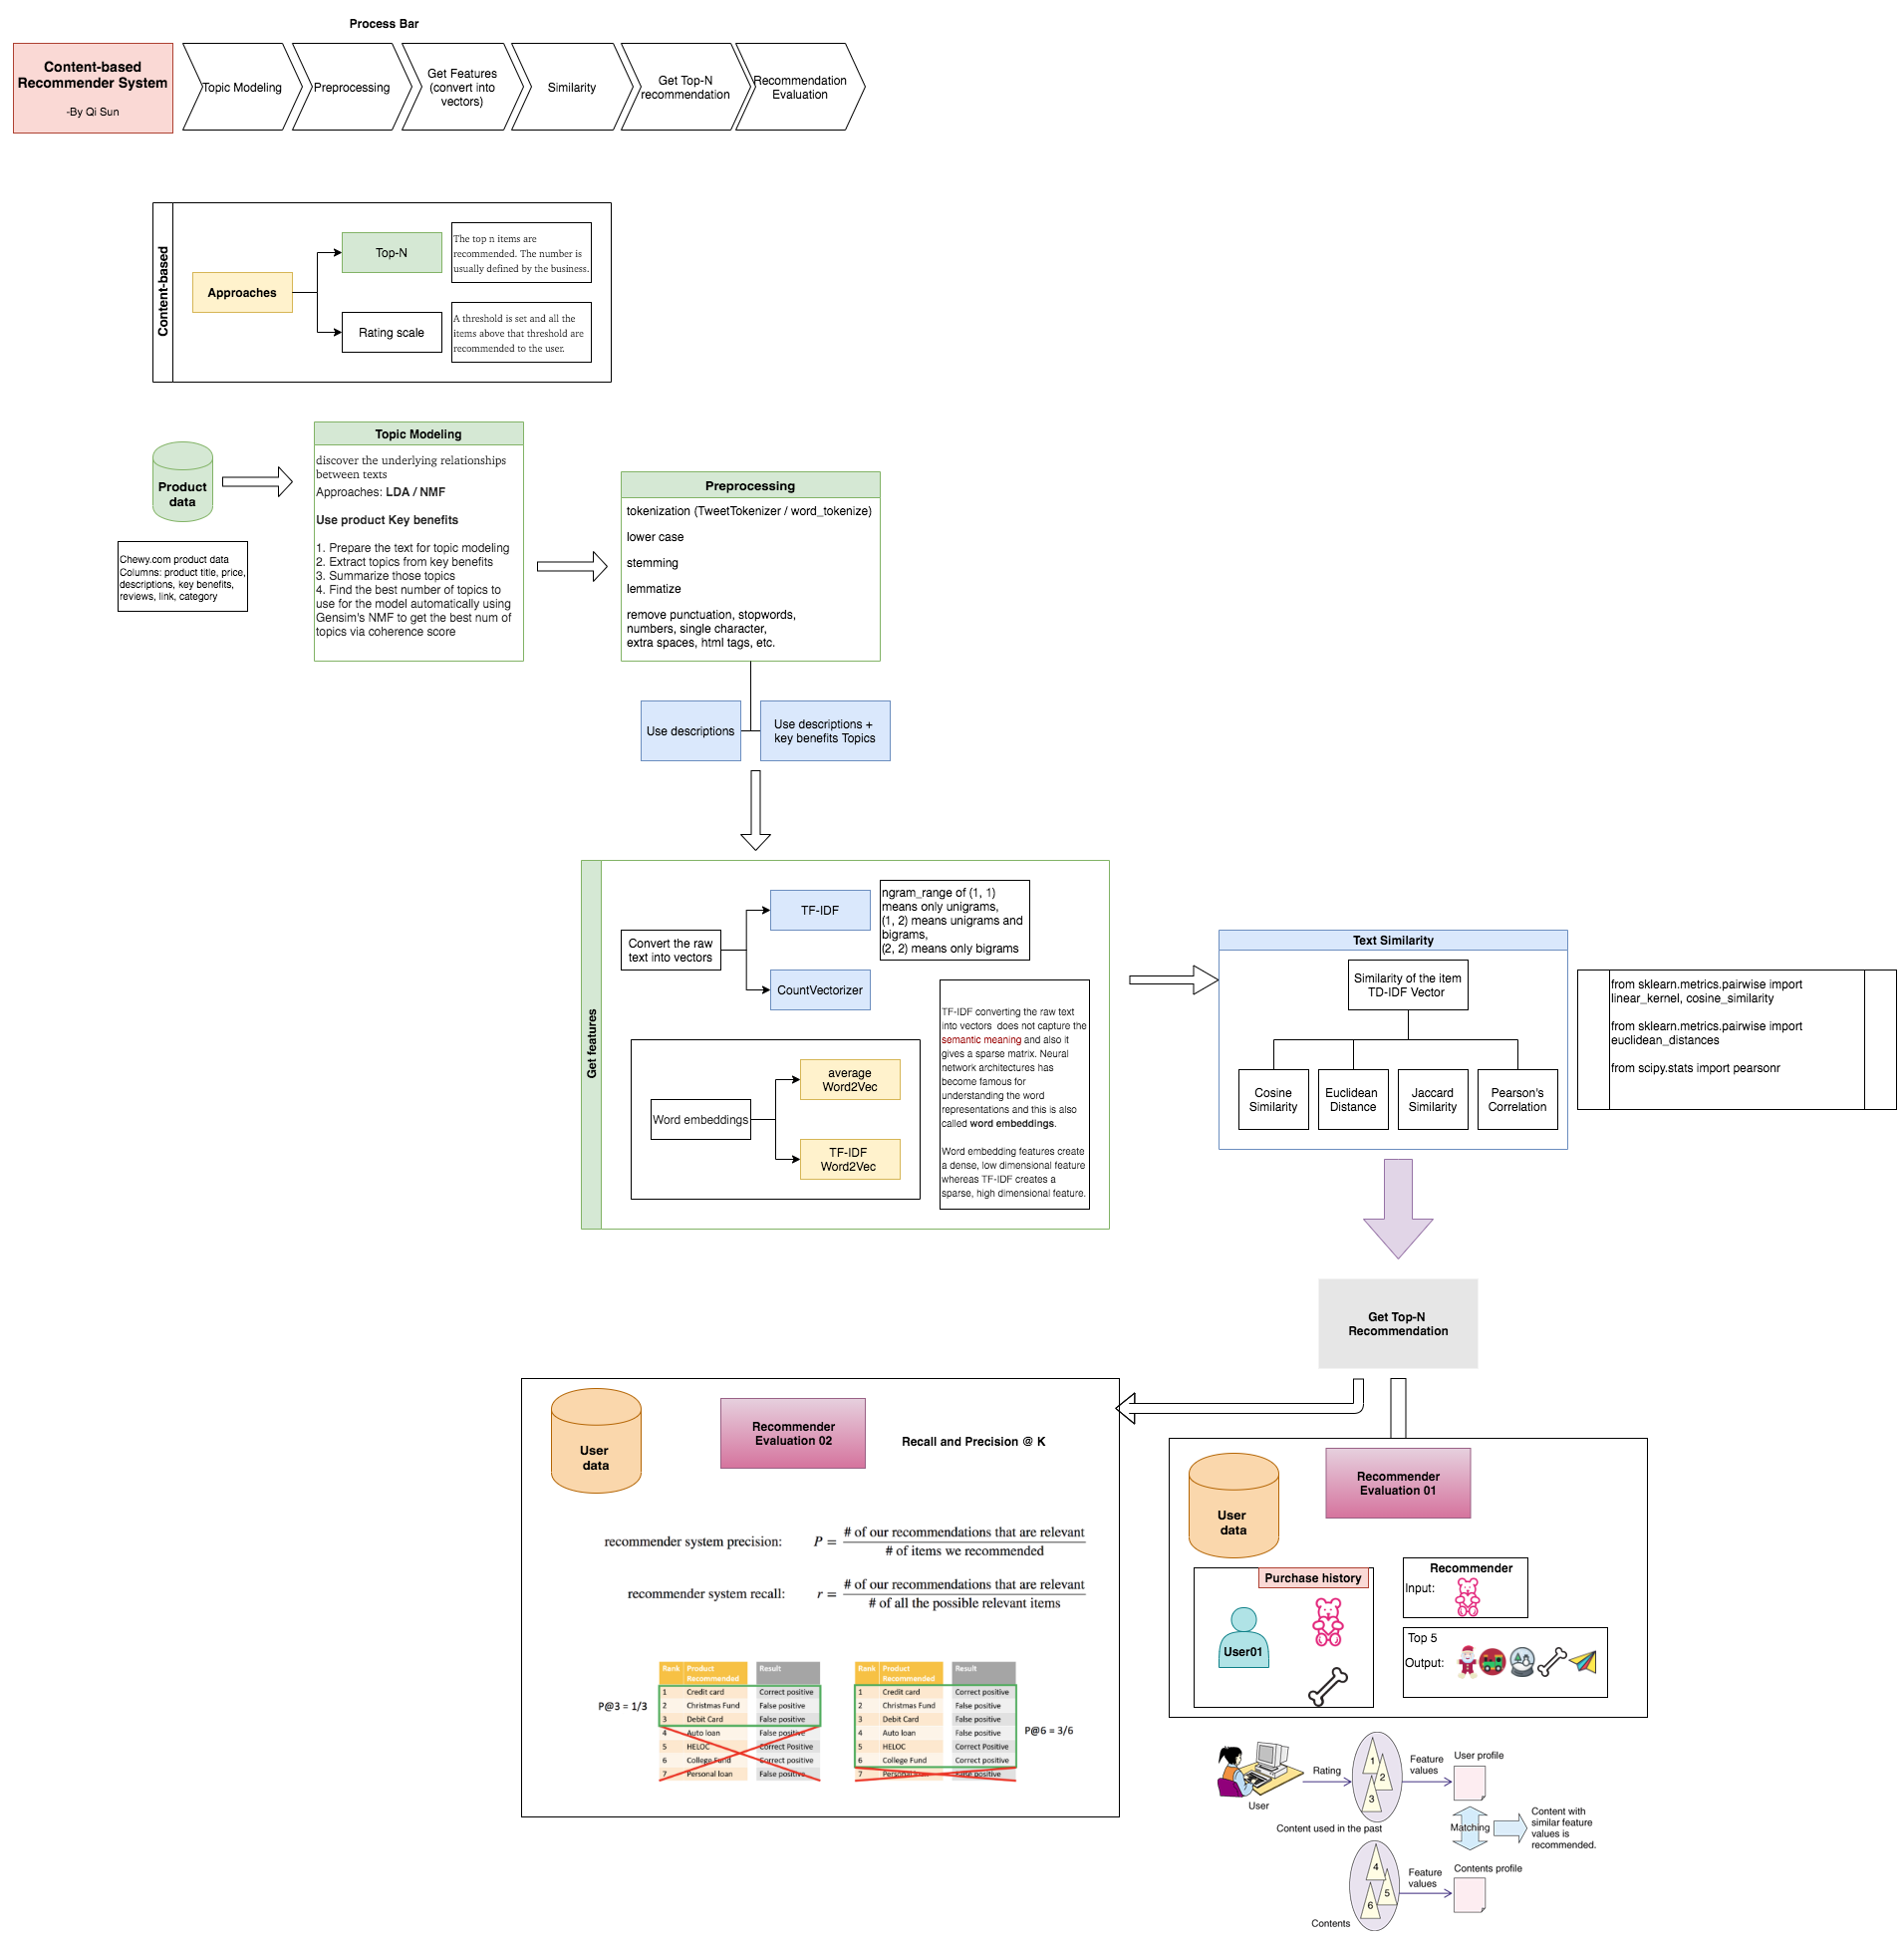 Process Bar
Content-based
Recommender System
-By Qi Sun
Topic Modeling
Preprocessing
Get Features
(convert into
vectors)
Similarity
Get Top-N
recommendation
Recommendation
Evaluation
Content-based
Approaches
Top-N
The top n items are
recommended. The number is
usually defined by the business.
Rating scale
A threshold is set and all the
items above that threshold are
recommended to the user.
Product
data
Chewy.com product data
Columns: product title, price,
descriptions, key benefits,
reviews, link, category
Topic Modeling
discover the underlying relationships
between texts
Approaches: LDA / NMF
Use product Key benefits
1. Prepare the text for topic modeling
2. Extract topics from key benefits
3. Summarize those topics
4. Find the best number of topics to
use for the model automatically using
Gensim's NMF to get the best num of
topics via coherence score
Preprocessing
tokenization (TweetTokenizer / word_tokenize)
lower case
stemming
lemmatize
remove punctuation, stopwords,
numbers, single character,
extra spaces, html tags, etc.
Use descriptions
Use descriptions +
key benefits Topics
Get features
Convert the raw
text into vectors
TF-IDF
CountVectorizer
ngram_range of (1, 1)
means only unigrams,
(1, 2) means unigrams and
bigrams,
(2, 2) means only bigrams
Word embeddings
average
Word2Vec
TF-IDF
Word2Vec
TF-IDF converting the raw text
into vectors does not capture the
semantic meaning and also it
gives a sparse matrix. Neural
network architectures has
become famous for
understanding the word
representations and this is also
called word embeddings.
Word embedding features create
a dense, low dimensional feature
whereas TF-IDF creates a
sparse, high dimensional feature.
Text Similarity
Similarity of the item
TD-IDF Vector
Cosine
Similarity
Euclidean
Distance
Jaccard
Similarity
Pearson's
Correlation
from sklearn.metrics.pairwise import
linear_kernel, cosine_similarity
from sklearn.metrics.pairwise import
euclidean_distances
from scipy.stats import pearsonr
Get Top-N
Recommendation
User
data
Recommender
Evaluation 02
Recall and Precision @ K
recommender system precision: P = # of our recommendations that are relevant
# of items we recommended
recommender system recall: r = # of our recommendations that are relevant
# of all the possible relevant items
P@3 = 1/3
Rank Product Recommended Result
1 Credit card Correct positive
2 Christmas Fund False positive
3 Debit Card False positive
4 Auto loan False positive
5 HELOC Correct Positive
6 College Fund Correct positive
7 Personal loan False positive
Rank Product Recommended Result
1 Credit card Correct positive
2 Christmas Fund False positive
3 Debit Card False positive
4 Auto loan False positive
5 HELOC Correct Positive
6 College Fund Correct positive
7 Personal loan False positive
P@6 = 3/6
User
data
Recommender
Evaluation 01
Purchase history
User01
Recommender
Input:
Top 5
Output:
User
Rating
1
2
3
Content used in the past
Feature
values
User profile
Matching
Content with
similar feature
values is
recommended.
4
5
6
Contents
Feature
values
Contents profile